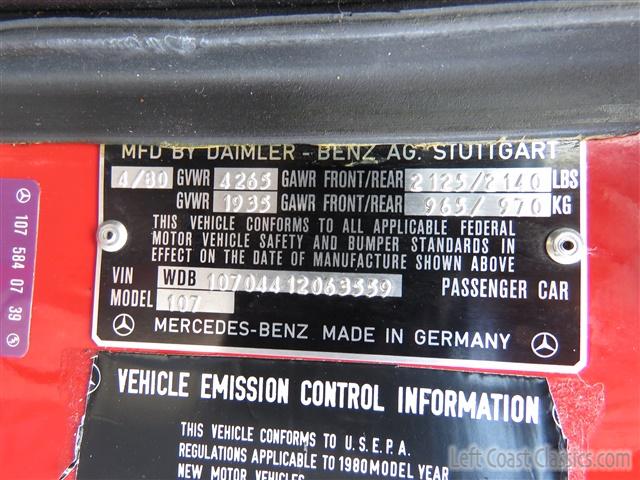 MFD BY DAIMLER - BENZ AG. STUTTGART
4/80 GVWR 4265 GAWR FRONT/REAR 2125/2140 LBS
GVWR 1935 GAWR FRONT/REAR 965/970 KG
THIS VEHICLE CONFORMS TO ALL APPLICABLE FEDERAL
MOTOR VEHICLE SAFETY AND BUMPER STANDARDS IN
EFFECT ON THE DATE OF MANUFACTURE SHOWN ABOVE
VIN WDB 10704412063559 PASSENGER CAR
MODEL 107
MERCEDES-BENZ MADE IN GERMANY
107 584 07 39
VEHICLE EMISSION CONTROL INFORMATION
THIS VEHICLE CONFORMS TO U.S.E.P.A.
REGULATIONS APPLICABLE TO 1980 MODEL YEAR
NEW MOTOR VEHICLES
Left Coast Classics.com